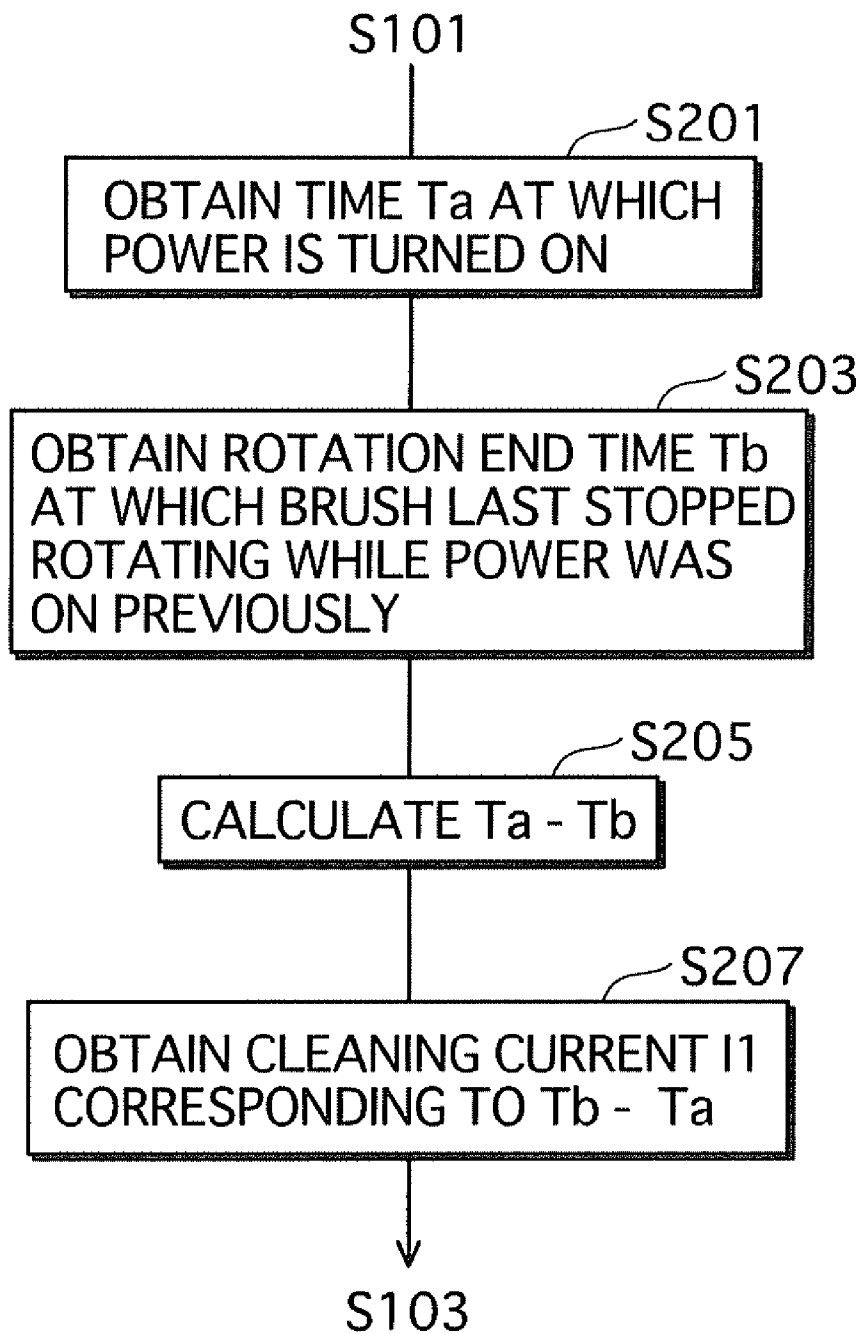 S101
S201
OBTAIN TIME Ta AT WHICH
POWER IS TURNED ON
S203
OBTAIN ROTATION END TIME Tb
AT WHICH BRUSH LAST STOPPED
ROTATING WHILE POWER WAS
ON PREVIOUSLY
S205
CALCULATE Ta - Tb
S207
OBTAIN CLEANING CURRENT I1
CORRESPONDING TO Tb - Ta
S103